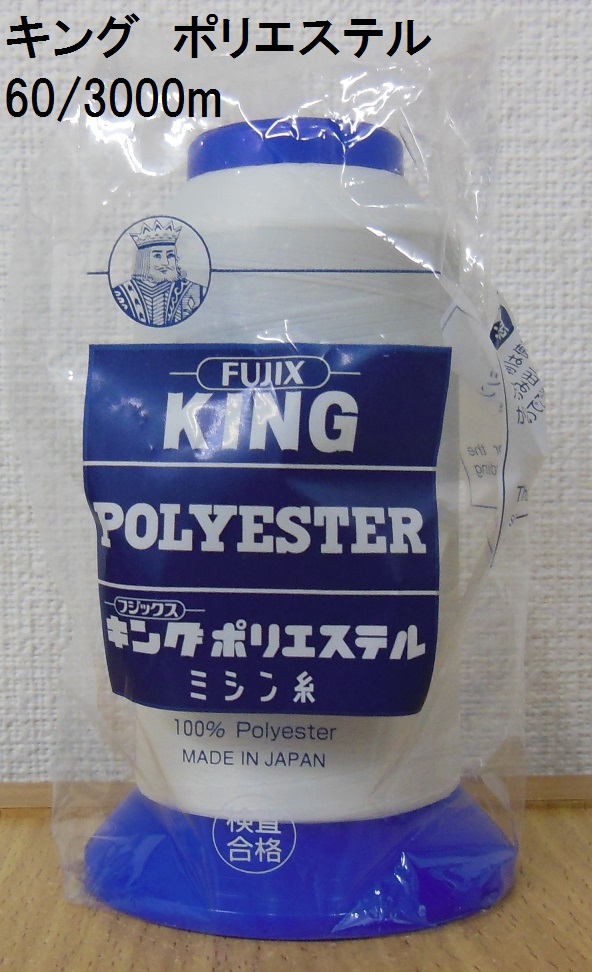 キング ポリエステル
60/3000m
FUJIX
KING
POLYESTER
フジックス
キング ポリエステル
ミシン糸
100% Polyester
MADE IN JAPAN
検査
合格